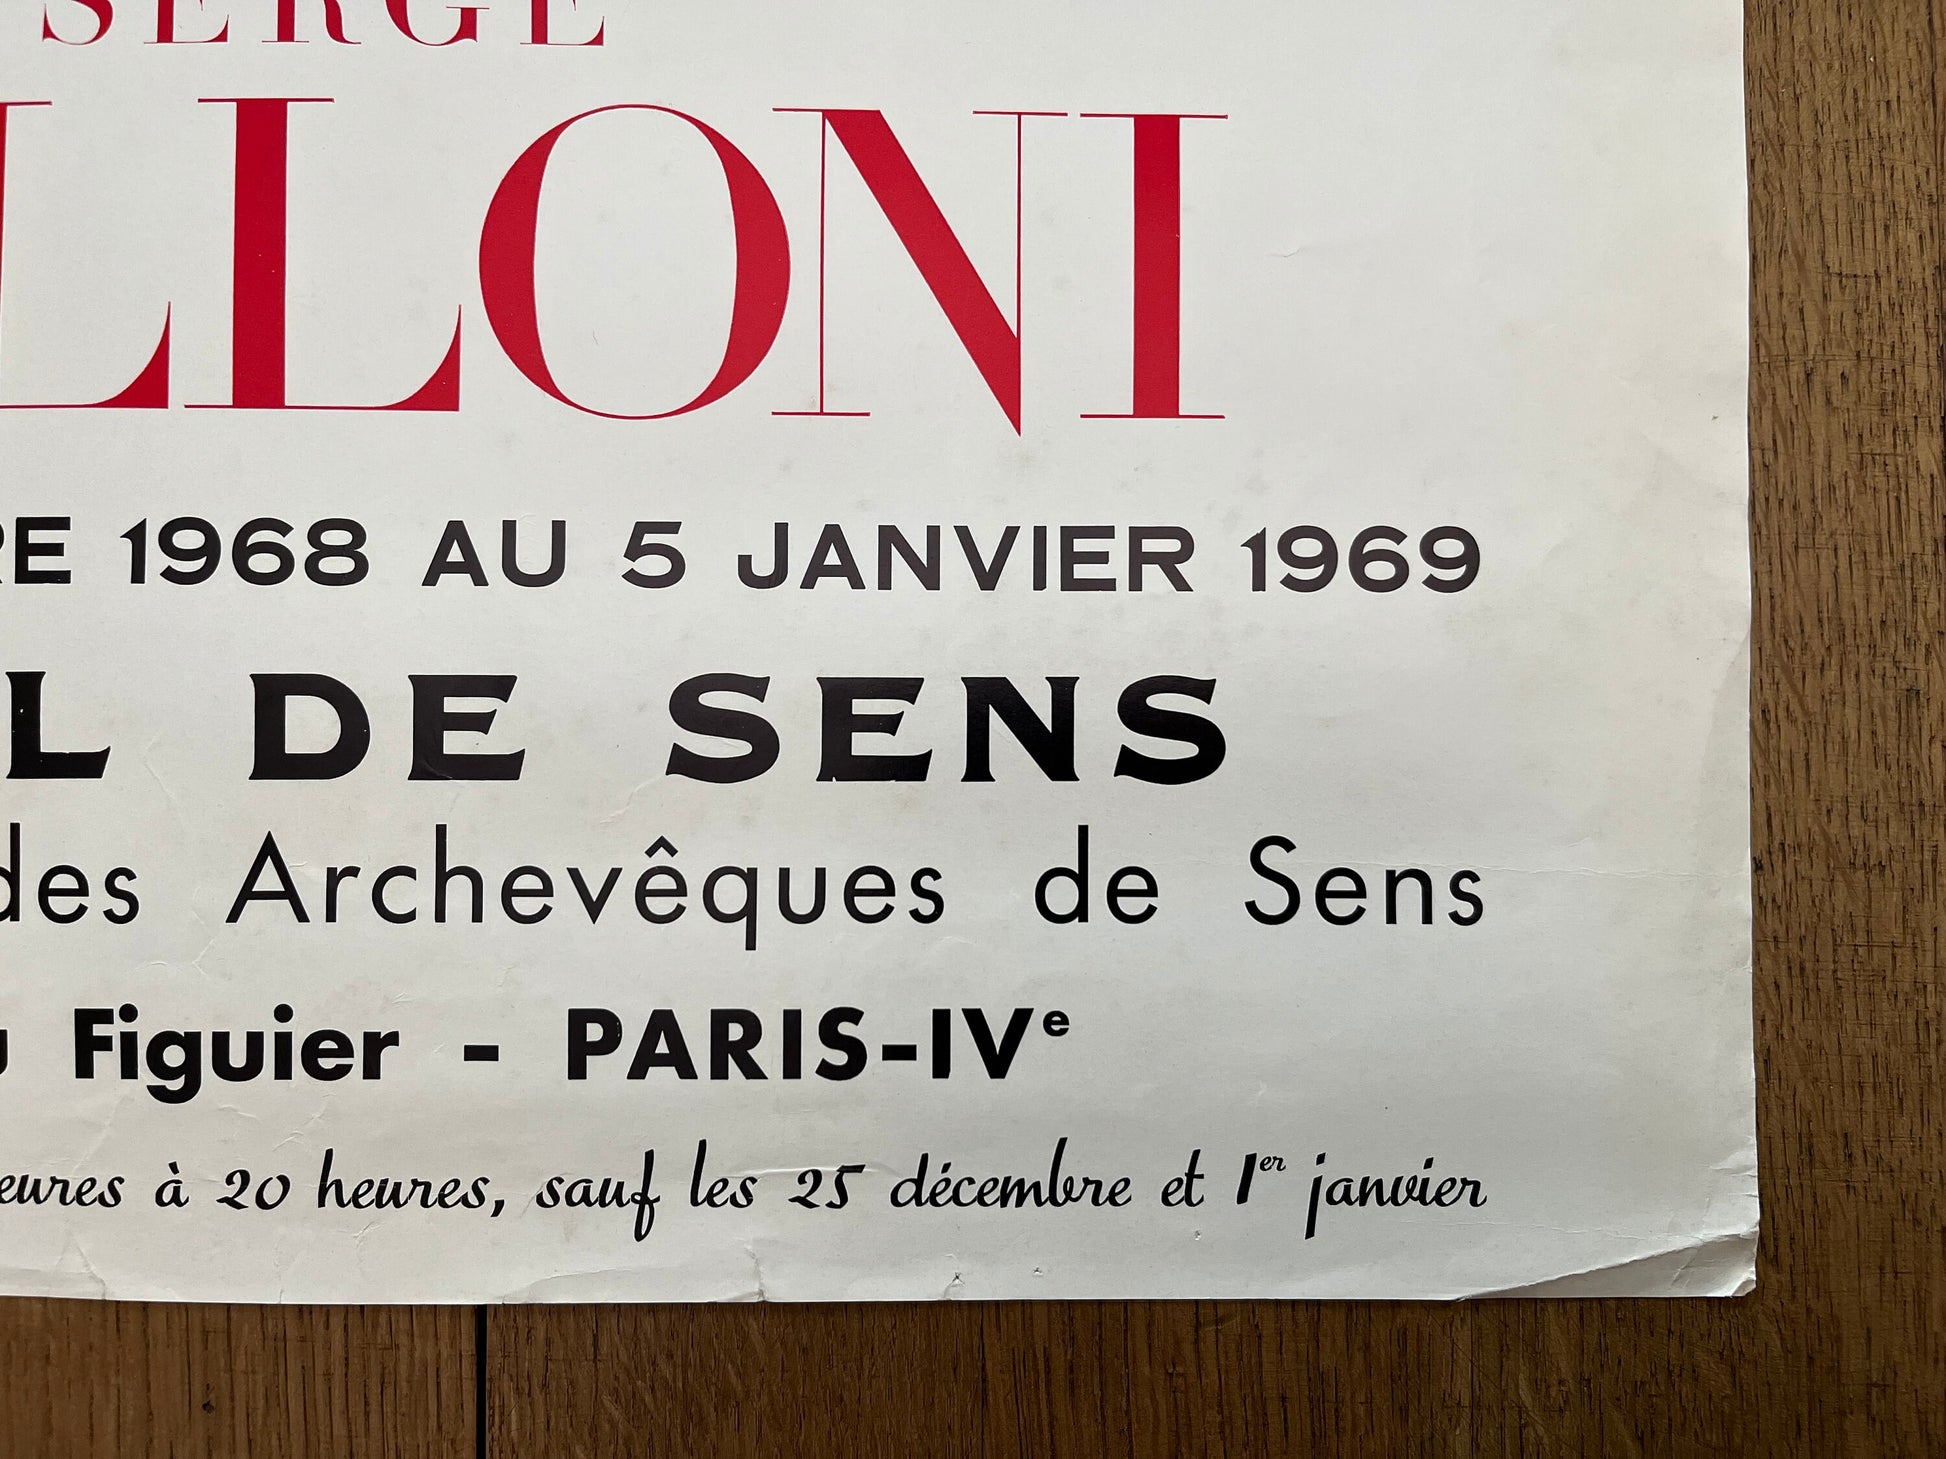 SERGE
LLONI
RE 1968 AU 5 JANVIER 1969
L DE SENS
des Archevêques de Sens
u Figuier - PARIS-IVe
eures à 20 heures, sauf les 25 décembre et 1er janvier